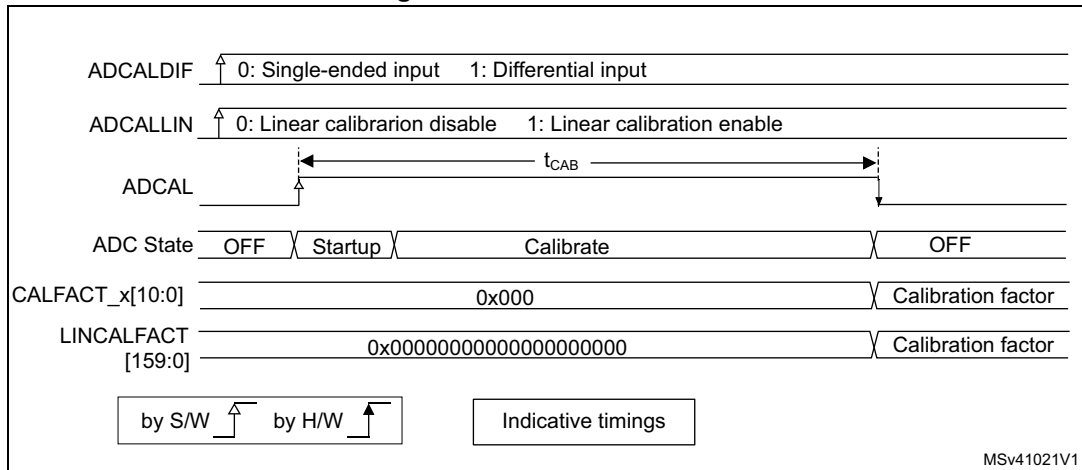 ADCALDIF 0: Single-ended input 1: Differential input
ADCALLIN 0: Linear calibrarion disable 1: Linear calibration enable
tCAB
ADCAL
ADC State OFF Startup Calibrate OFF
CALFACT_x[10:0] 0x000 Calibration factor
LINCALFACT
[159:0] 0x00000000000000000000 Calibration factor
by S/W by H/W Indicative timings
MSv41021V1